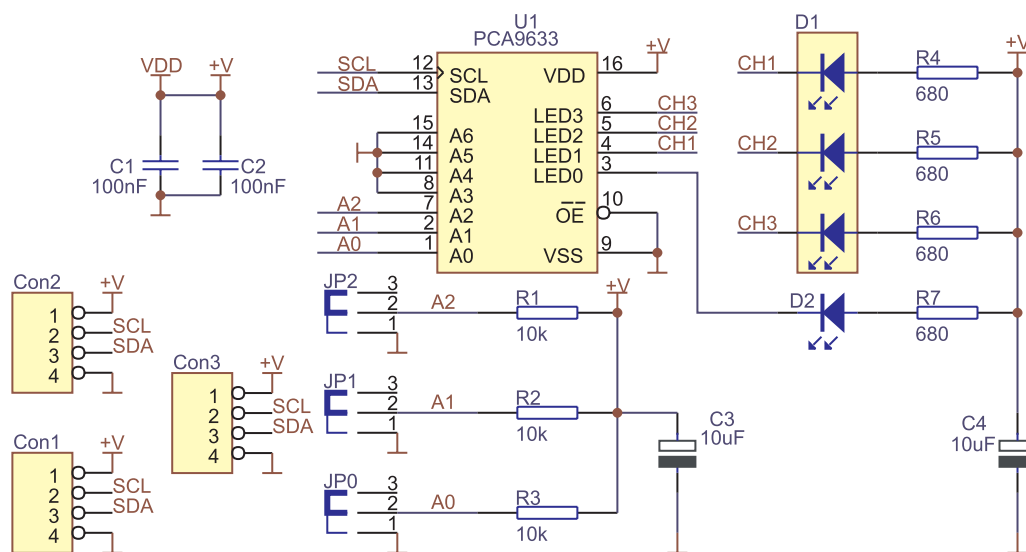 U1
PCA9633
VDD
+V
C1
100nF
C2
100nF
SCL
12
SCL
SDA
13
SDA
15
A6
14
A5
11
A4
8
A3
A2
7
A2
A1
2
A1
A0
1
A0
VDD
16
+V
LED3
6
CH3
LED2
5
CH2
LED1
4
CH1
LED0
3
OE
10
VSS
9
D1
+V
CH1
R4
680
CH2
R5
680
CH3
R6
680
D2
R7
680
Con2
+V
1
2
SCL
3
SDA
4
Con3
+V
1
2
SCL
3
SDA
4
Con1
+V
1
2
SCL
3
SDA
4
JP2
3
2
1
A2
R1
10k
+V
JP1
3
2
1
A1
R2
10k
JP0
3
2
1
A0
R3
10k
C3
10uF
C4
10uF